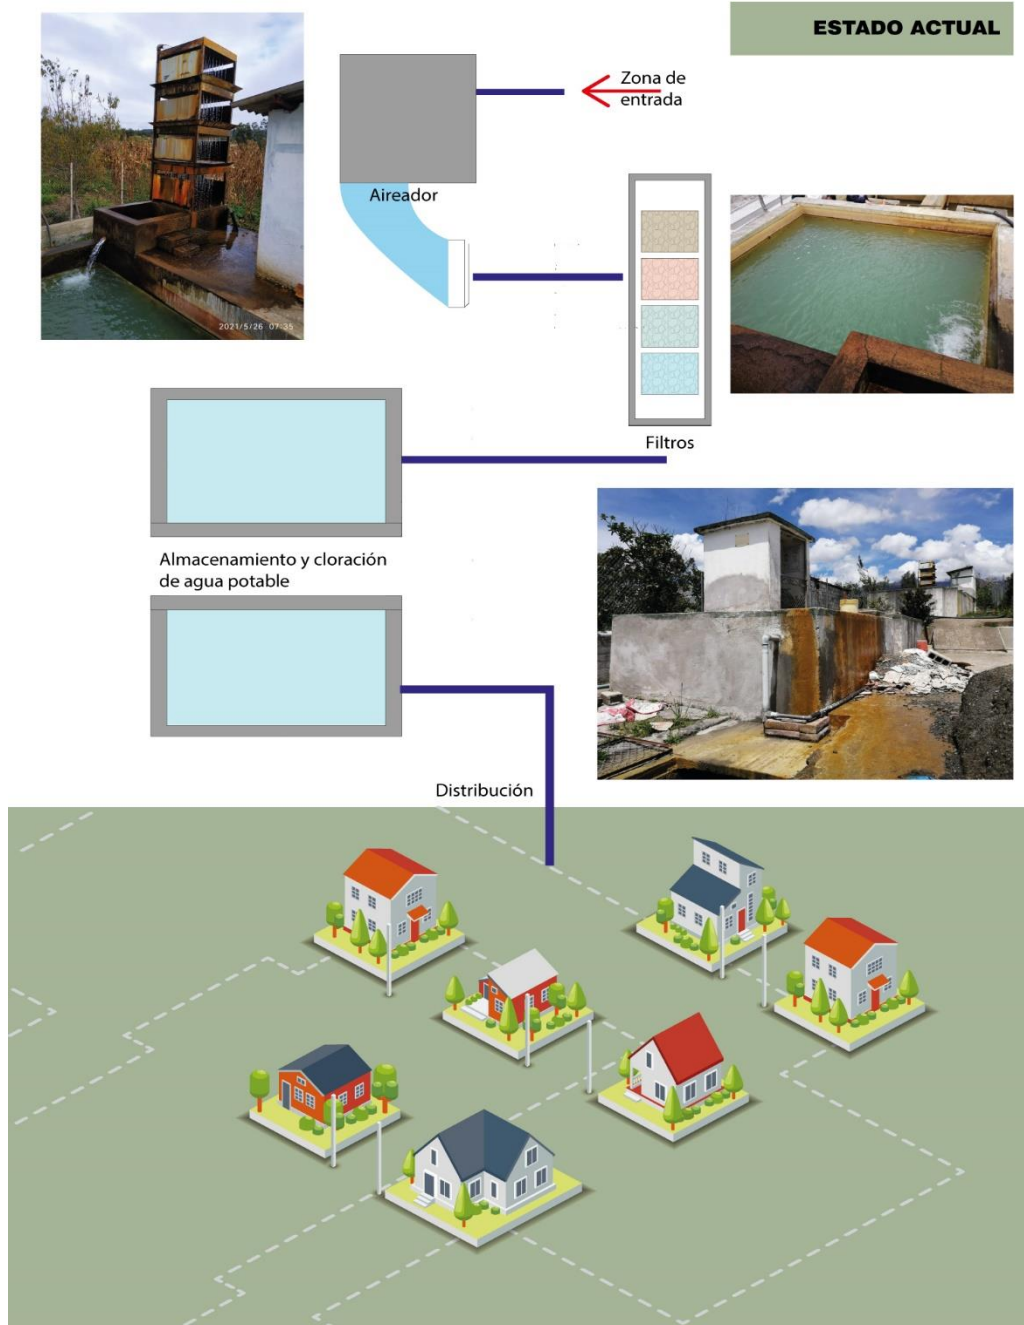 ESTADO ACTUAL
Zona de
entrada
Aireador
2021/5/26 07:35
Filtros
Almacenamiento y cloración
de agua potable
Distribución